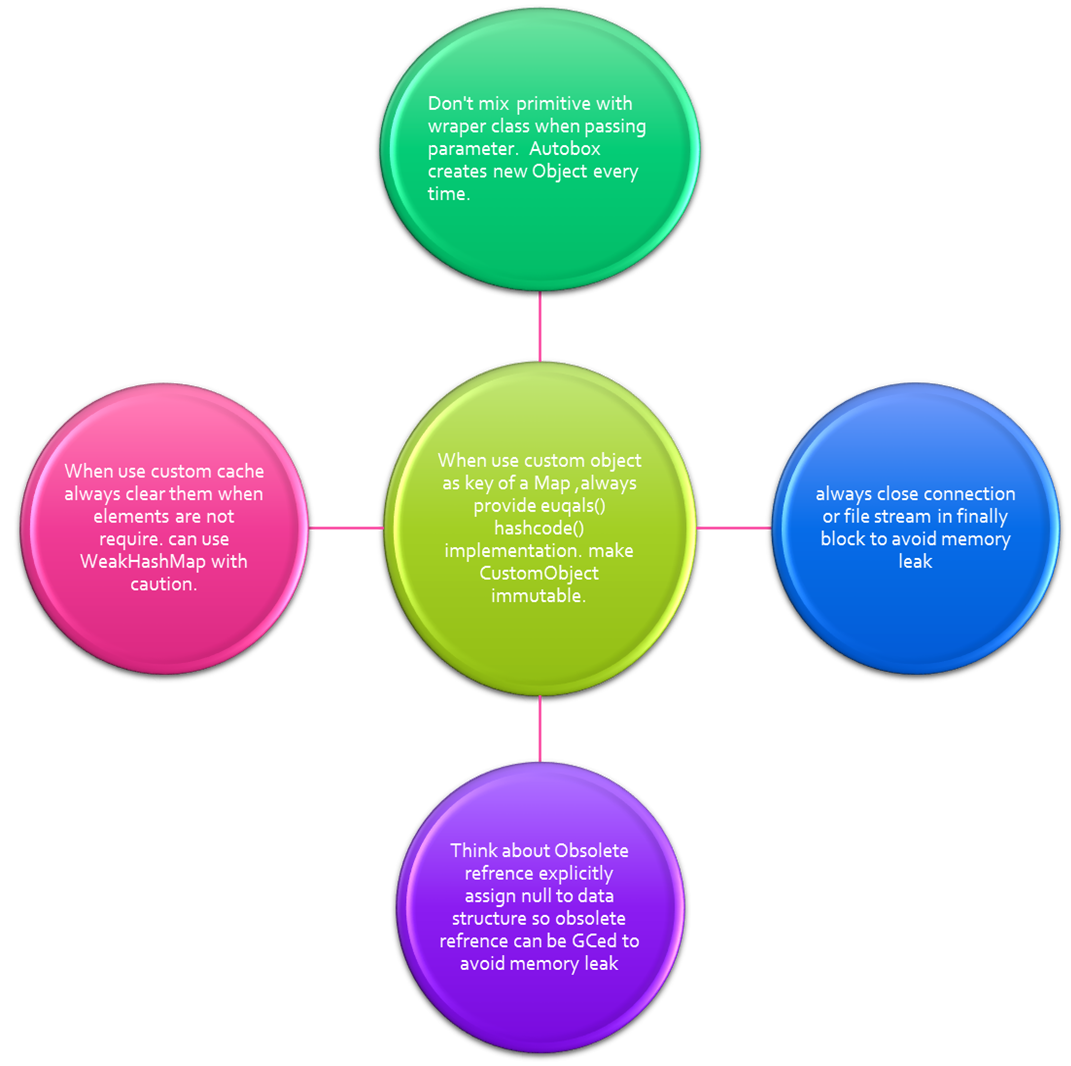 Don't mix primitive with
wraper class when passing
parameter. Autobox
creates new Object every
time.
When use custom cache
always clear them when
elements are not
require. can use
WeakHashMap with
caution.
When use custom object
as key of a Map ,always
provide euqals()
hashcode()
implementation. make
CustomObject
immutable.
always close connection
or file stream in finally
block to avoid memory
leak
Think about Obsolete
refrence explicitly
assign null to data
structure so obsolete
refrence can be GCed to
avoid memory leak